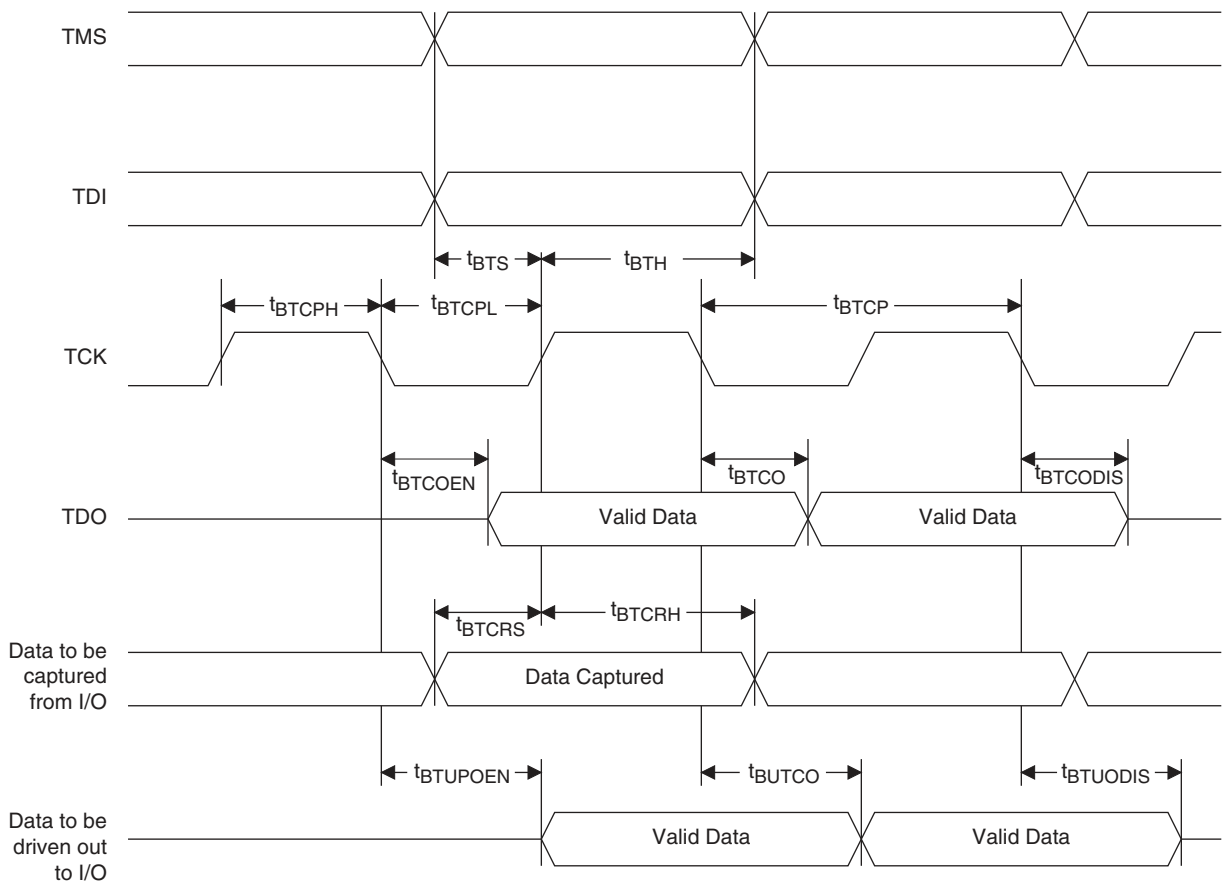 TMS
TDI
tBTS
tBTH
tBTCPH
tBTCPL
tBTCP
TCK
tBTCOEN
tBTCO
tBTCODIS
TDO
Valid Data
Valid Data
tBTCRS
tBTCRH
Data to be
captured
from I/O
Data Captured
tBTUPOEN
tBUTCO
tBTUODIS
Data to be
driven out
to I/O
Valid Data
Valid Data